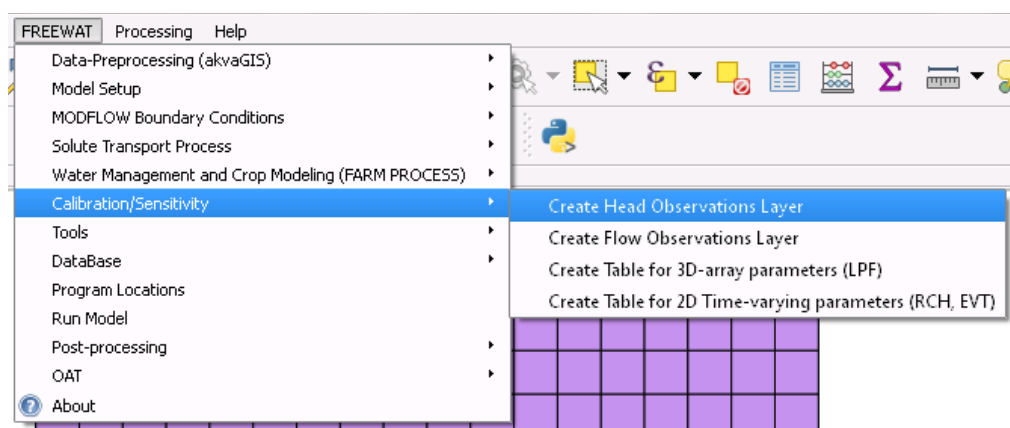 FREEWAT Processing Help
Data-Preprocessing (akvaGIS)
Model Setup
MODFLOW Boundary Conditions
Solute Transport Process
Water Management and Crop Modeling (FARM PROCESS)
Calibration/Sensitivity
Create Head Observations Layer
Create Flow Observations Layer
Create Table for 3D-array parameters (LPF)
Create Table for 2D Time-varying parameters (RCH, EVT)
Tools
DataBase
Program Locations
Run Model
Post-processing
OAT
About